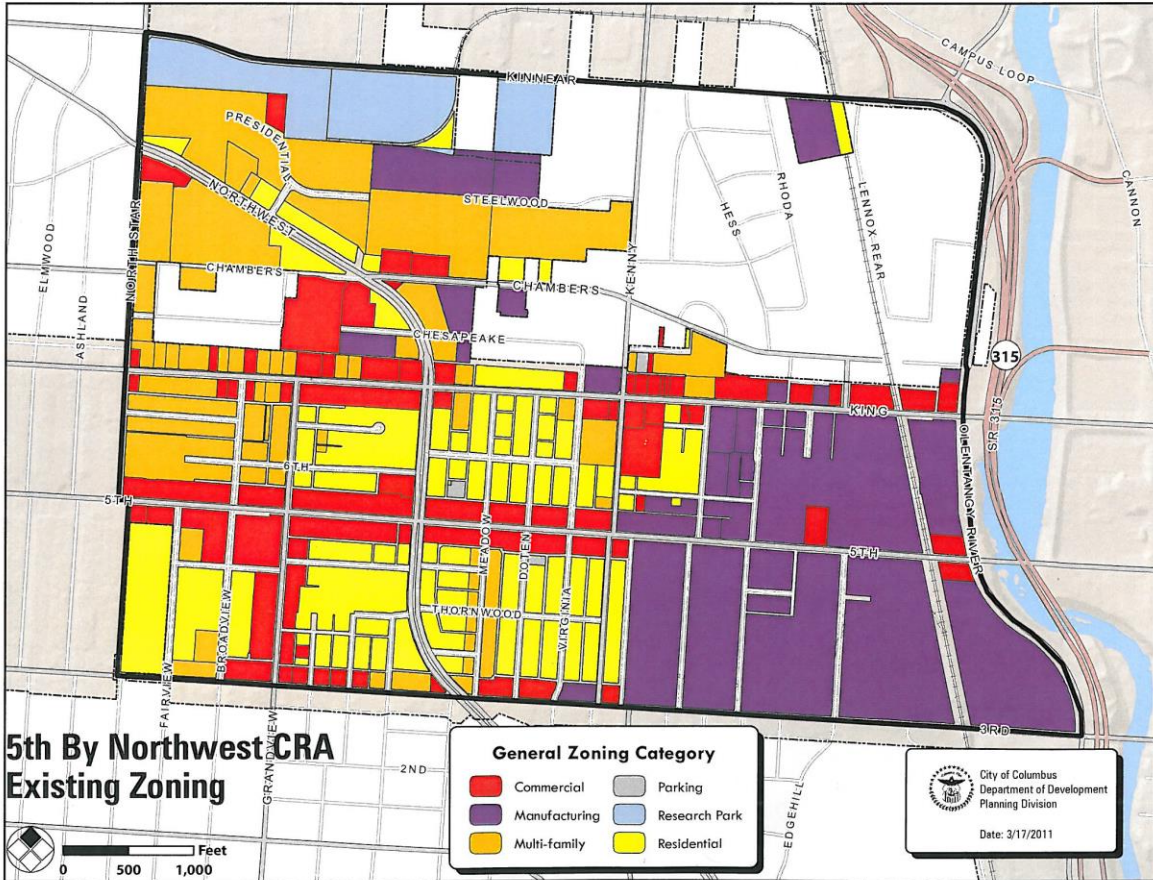 CAMPUS LOOP
KINNEAR
CANNON
PRESIDENTIAL
STEELWOOD
RHODA
HESS
LENNOX REAR
NORTHWEST
NORTH STAR
ELMWOOD
KENNY
CHAMBERS
CHAMBERS
ASHLAND
CHESAPEAKE
315
SR 315
KING
OLENTANGY RIVER
6TH
5TH
5TH
MEADOW
DOTEN
VIRGINIA
THORNWOOD
BROADVIEW
FAIRVIEW
GRANDVIEW
3RD
2ND
EDGEHILL
5th By Northwest CRA
Existing Zoning
Feet
0 500 1,000
General Zoning Category
Commercial
Manufacturing
Multi-family
Parking
Research Park
Residential
City of Columbus
Department of Development
Planning Division
Date: 3/17/2011